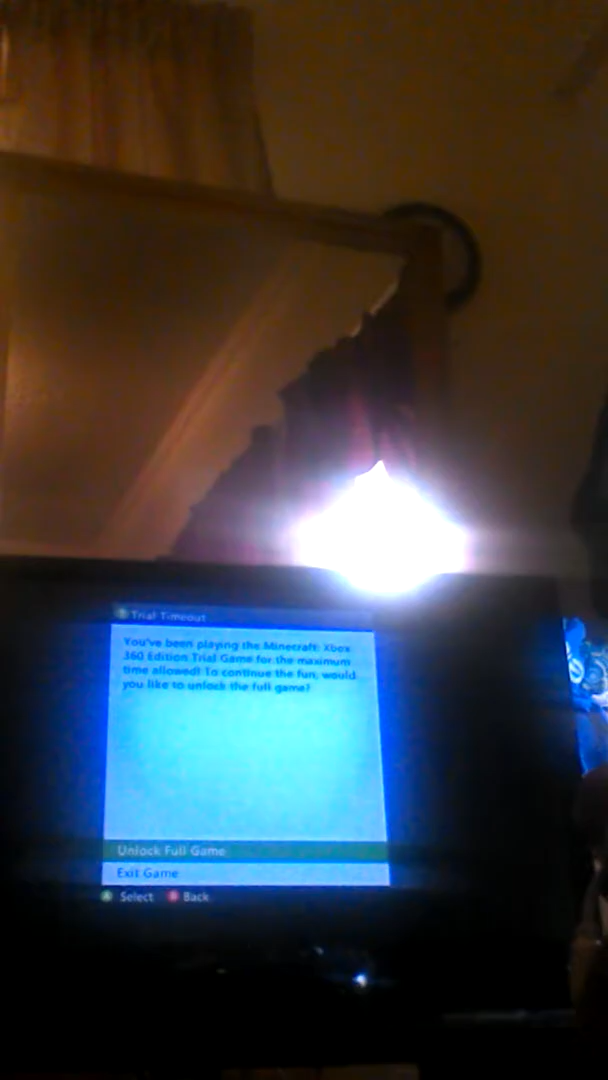 Trial Timeout
You've been playing the Minecraft: Xbox
360 Edition Trial Game for the maximum
time allowed! To continue the fun, would
you like to unlock the full game?
Unlock Full Game
Exit Game
A Select B Back